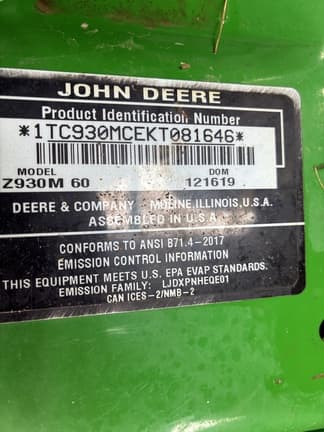 JOHN DEERE
Product Identification Number
*1TC930MCEKT081646*
MODEL DOM
Z930M 60 121619
DEERE & COMPANY MOLINE, ILLINOIS, U.S.A.
ASSEMBLED IN U.S.A.
CONFORMS TO ANSI B71.4-2017
EMISSION CONTROL INFORMATION
THIS EQUIPMENT MEETS U.S. EPA EVAP STANDARDS.
EMISSION FAMILY: LJDXPNHEQE01
CAN ICES-2/NMB-2